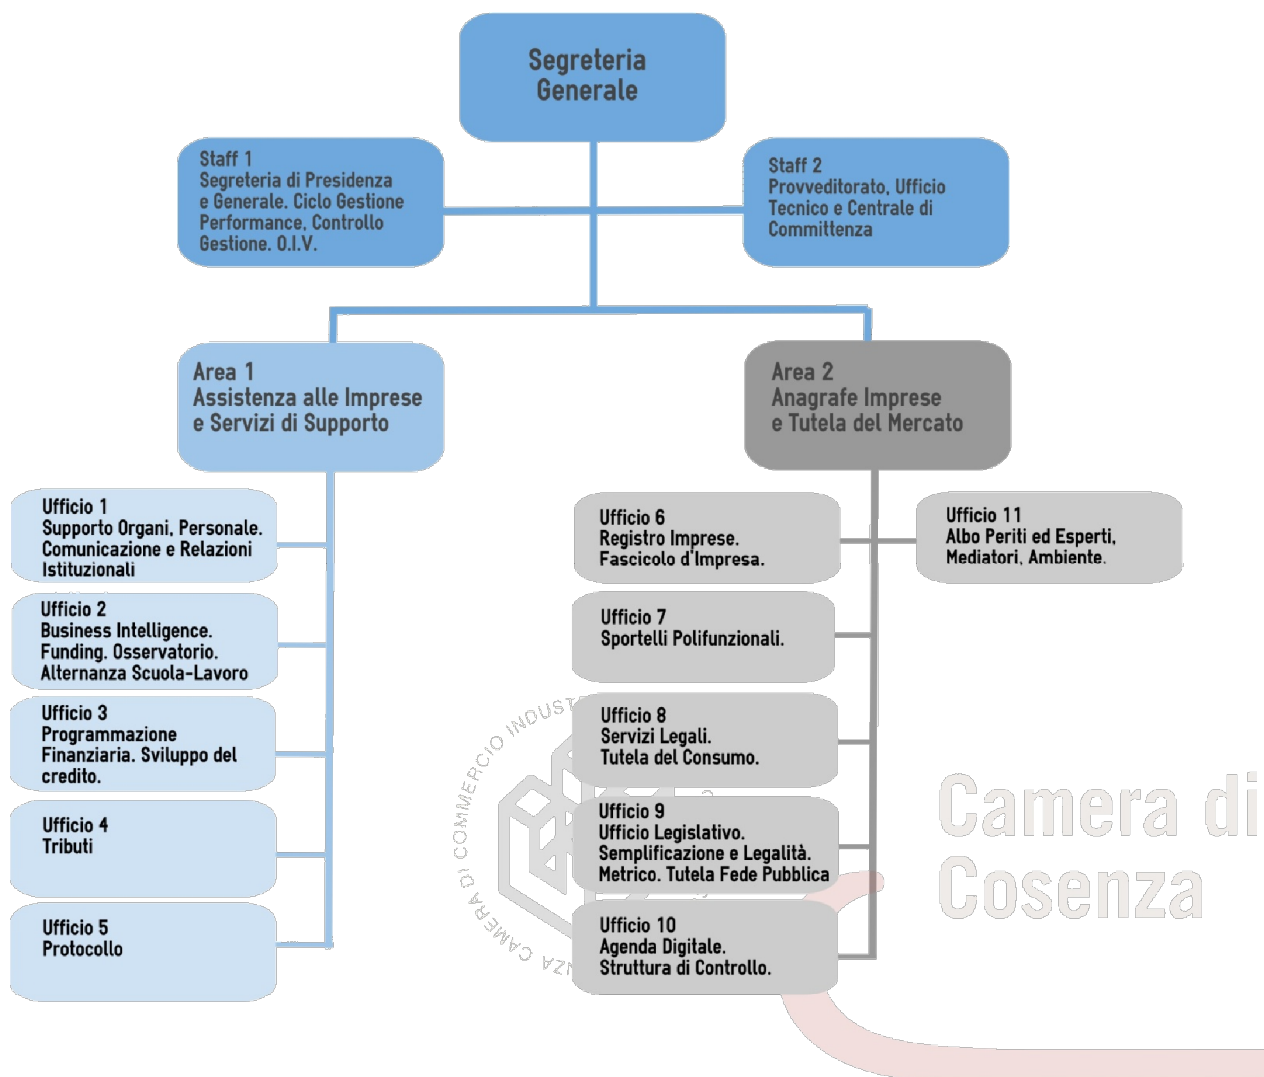 Segreteria
Generale
Staff 1
Segreteria di Presidenza
e Generale. Ciclo Gestione
Performance, Controllo
Gestione. O.I.V.
Staff 2
Provveditorato, Ufficio
Tecnico e Centrale di
Committenza
Area 1
Assistenza alle Imprese
e Servizi di Supporto
Area 2
Anagrafe Imprese
e Tutela del Mercato
Ufficio 1
Supporto Organi, Personale.
Comunicazione e Relazioni
Istituzionali
Ufficio 2
Business Intelligence.
Funding. Osservatorio.
Alternanza Scuola-Lavoro
Ufficio 3
Programmazione
Finanziaria. Sviluppo del
credito.
Ufficio 4
Tributi
Ufficio 5
Protocollo
Ufficio 6
Registro Imprese.
Fascicolo d'Impresa.
Ufficio 11
Albo Periti ed Esperti,
Mediatori, Ambiente.
Ufficio 7
Sportelli Polifunzionali.
Ufficio 8
Servizi Legali.
Tutela del Consumo.
Ufficio 9
Ufficio Legislativo.
Semplificazione e Legalità.
Metrico. Tutela Fede Pubblica
Ufficio 10
Agenda Digitale.
Struttura di Controllo.
CAMERA DI COMMERCIO
Camera di
Cosenza